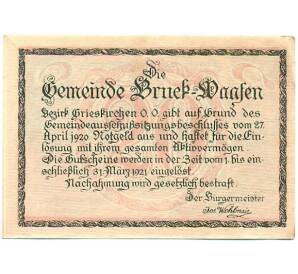 Die
Gemeinde Bruck-Waasen
Bezirk Grieskirchen O.Ö. gibt auf Grund des
Gemeindeausschußsitzungsbeschlusses vom 27.
April 1920 Notgeld aus und haftet für die Ein-
lösung mit ihrem gesamten Aktivvermögen.
Die Gutscheine werden in der Zeit vom 1. bis ein-
schließlich 31. März 1921 eingelöst.
Nachahmung wird gesetzlich bestraft.
Der Bürgermeister